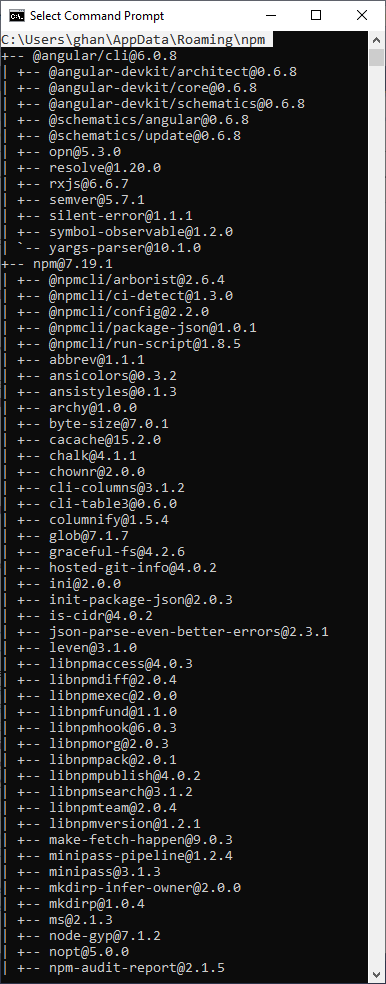 Select Command Prompt
C:\Users\ghan\AppData\Roaming\npm
+-- @angular/cli@6.0.8
| +-- @angular-devkit/architect@0.6.8
| +-- @angular-devkit/core@0.6.8
| +-- @angular-devkit/schematics@0.6.8
| +-- @schematics/angular@0.6.8
| +-- @schematics/update@0.6.8
| +-- opn@5.3.0
| +-- resolve@1.20.0
| +-- rxjs@6.6.7
| +-- semver@5.7.1
| +-- silent-error@1.1.1
| +-- symbol-observable@1.2.0
| `-- yargs-parser@10.1.0
+-- npm@7.19.1
| +-- @npmcli/arborist@2.6.4
| +-- @npmcli/ci-detect@1.3.0
| +-- @npmcli/config@2.2.0
| +-- @npmcli/package-json@1.0.1
| +-- @npmcli/run-script@1.8.5
| +-- abbrev@1.1.1
| +-- ansicolors@0.3.2
| +-- ansistyles@0.1.3
| +-- archy@1.0.0
| +-- byte-size@7.0.1
| +-- cacache@15.2.0
| +-- chalk@4.1.1
| +-- chownr@2.0.0
| +-- cli-columns@3.1.2
| +-- cli-table3@0.6.0
| +-- columnify@1.5.4
| +-- glob@7.1.7
| +-- graceful-fs@4.2.6
| +-- hosted-git-info@4.0.2
| +-- ini@2.0.0
| +-- init-package-json@2.0.3
| +-- is-cidr@4.0.2
| +-- json-parse-even-better-errors@2.3.1
| +-- leven@3.1.0
| +-- libnpmaccess@4.0.3
| +-- libnpmdiff@2.0.4
| +-- libnpmexec@2.0.0
| +-- libnpmfund@1.1.0
| +-- libnpmhook@6.0.3
| +-- libnpmorg@2.0.3
| +-- libnpmpack@2.0.1
| +-- libnpmpublish@4.0.2
| +-- libnpmsearch@3.1.2
| +-- libnpmteam@2.0.4
| +-- libnpmversion@1.2.1
| +-- make-fetch-happen@9.0.3
| +-- minipass-pipeline@1.2.4
| +-- minipass@3.1.3
| +-- mkdirp-infer-owner@2.0.0
| +-- mkdirp@1.0.4
| +-- ms@2.1.3
| +-- node-gyp@7.1.2
| +-- nopt@5.0.0
| +-- npm-audit-report@2.1.5